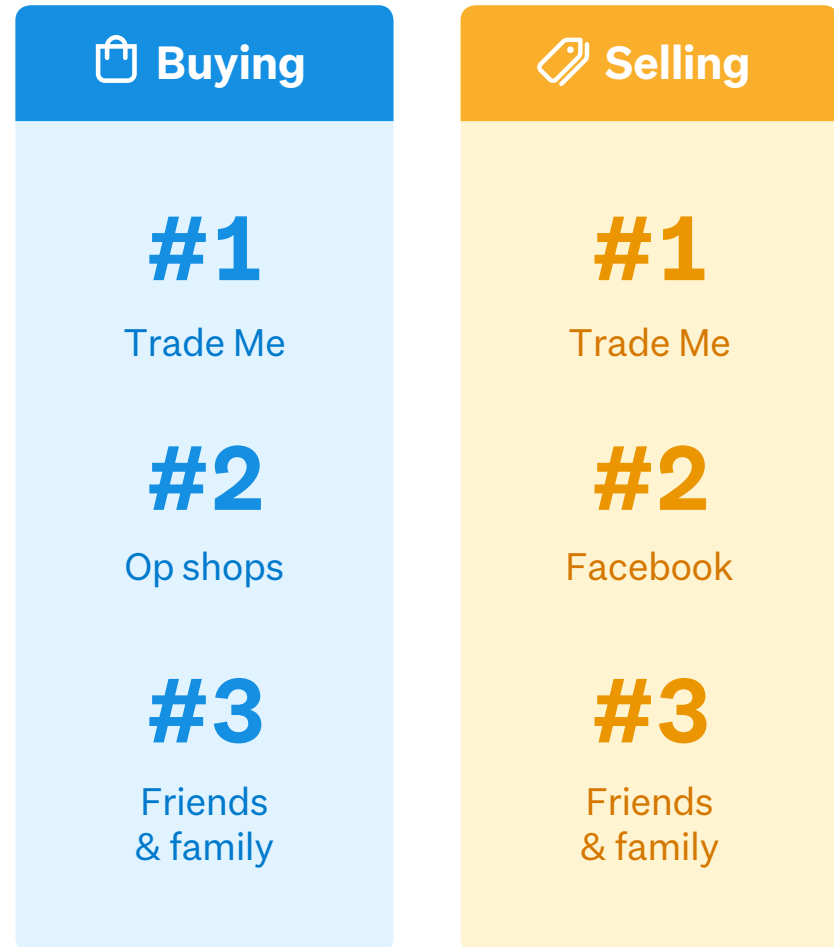 Buying
#1
Trade Me
#2
Op shops
#3
Friends
& family
Selling
#1
Trade Me
#2
Facebook
#3
Friends
& family